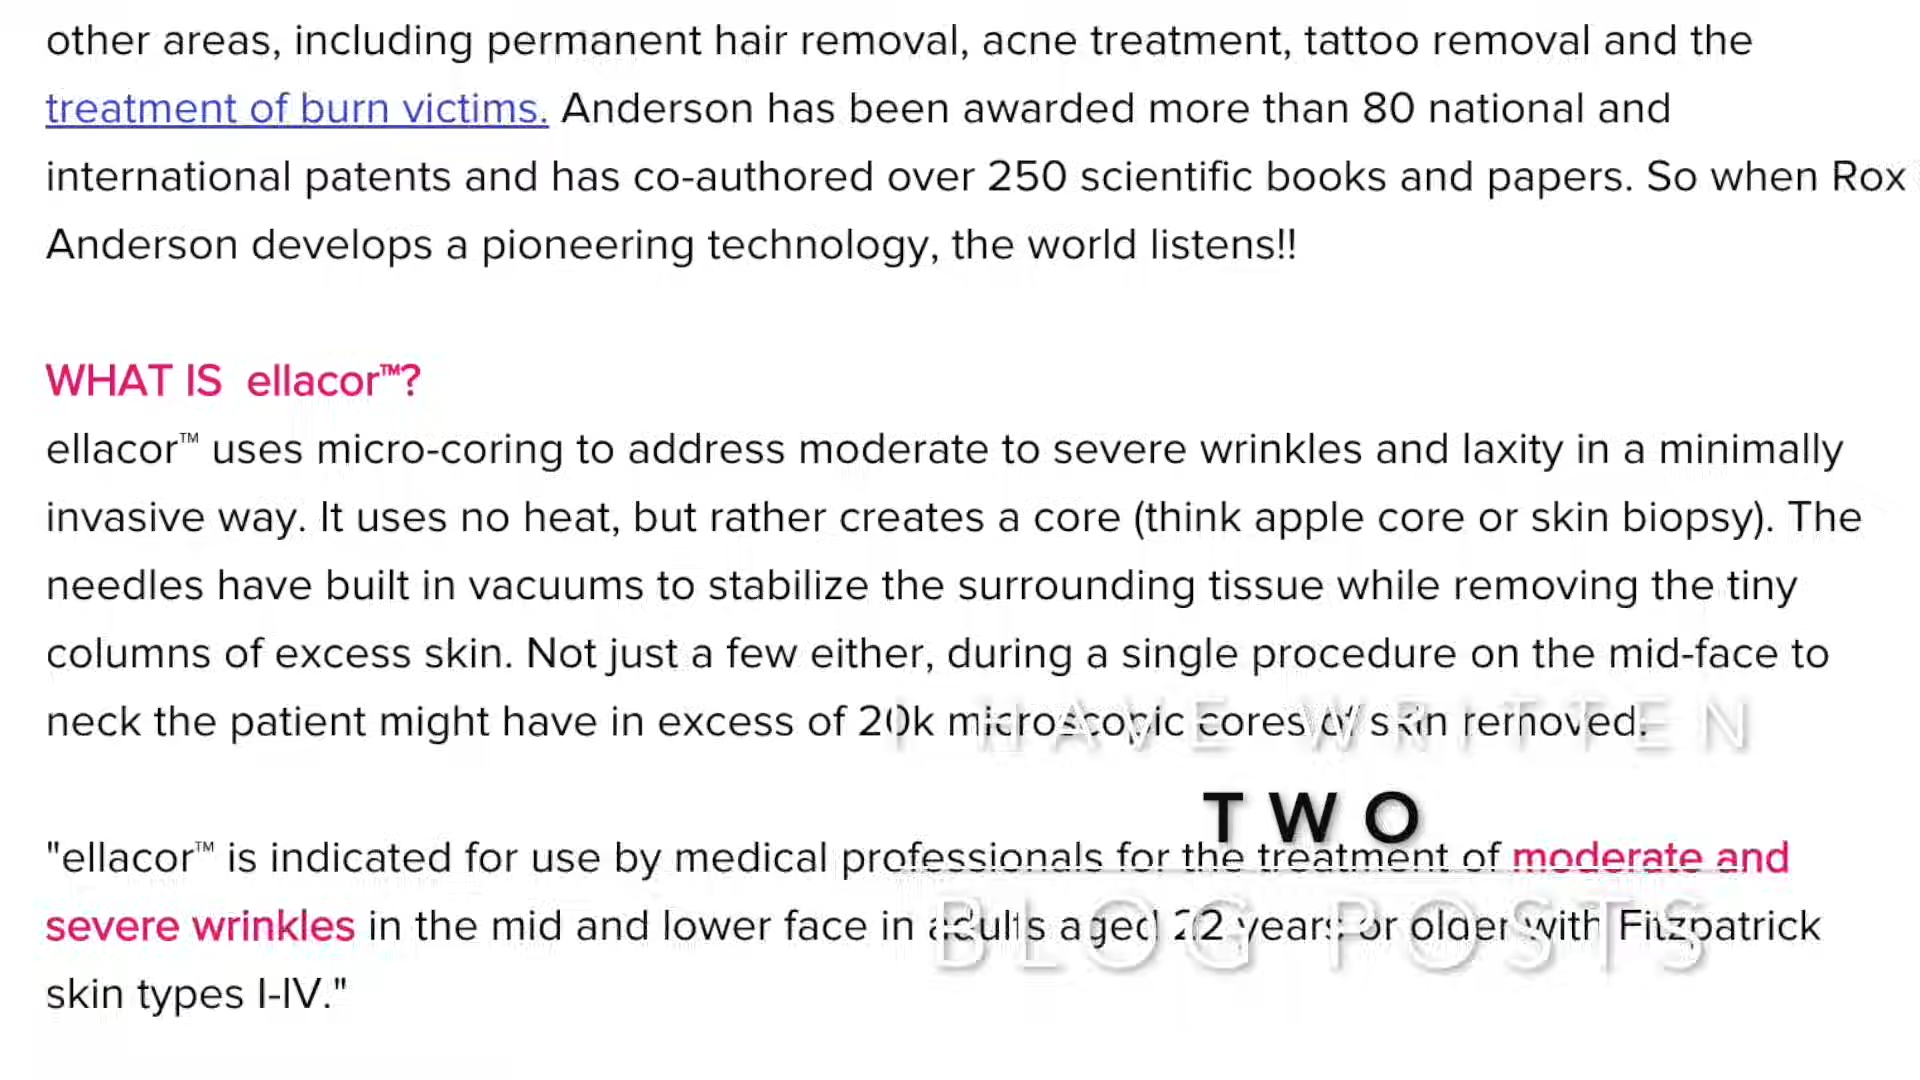 other areas, including permanent hair removal, acne treatment, tattoo removal and the
treatment of burn victims. Anderson has been awarded more than 80 national and
international patents and has co-authored over 250 scientific books and papers. So when Rox
Anderson develops a pioneering technology, the world listens!!
WHAT IS ellacor™?
ellacor™ uses micro-coring to address moderate to severe wrinkles and laxity in a minimally
invasive way. It uses no heat, but rather creates a core (think apple core or skin biopsy). The
needles have built in vacuums to stabilize the surrounding tissue while removing the tiny
columns of excess skin. Not just a few either, during a single procedure on the mid-face to
neck the patient might have in excess of 20k microscopic cores of skin removed.
I HAVE WRITTEN
TWO
BLOG POSTS
"ellacor™ is indicated for use by medical professionals for the treatment of moderate and
severe wrinkles in the mid and lower face in adults aged 22 years or older with Fitzpatrick
skin types I-IV."